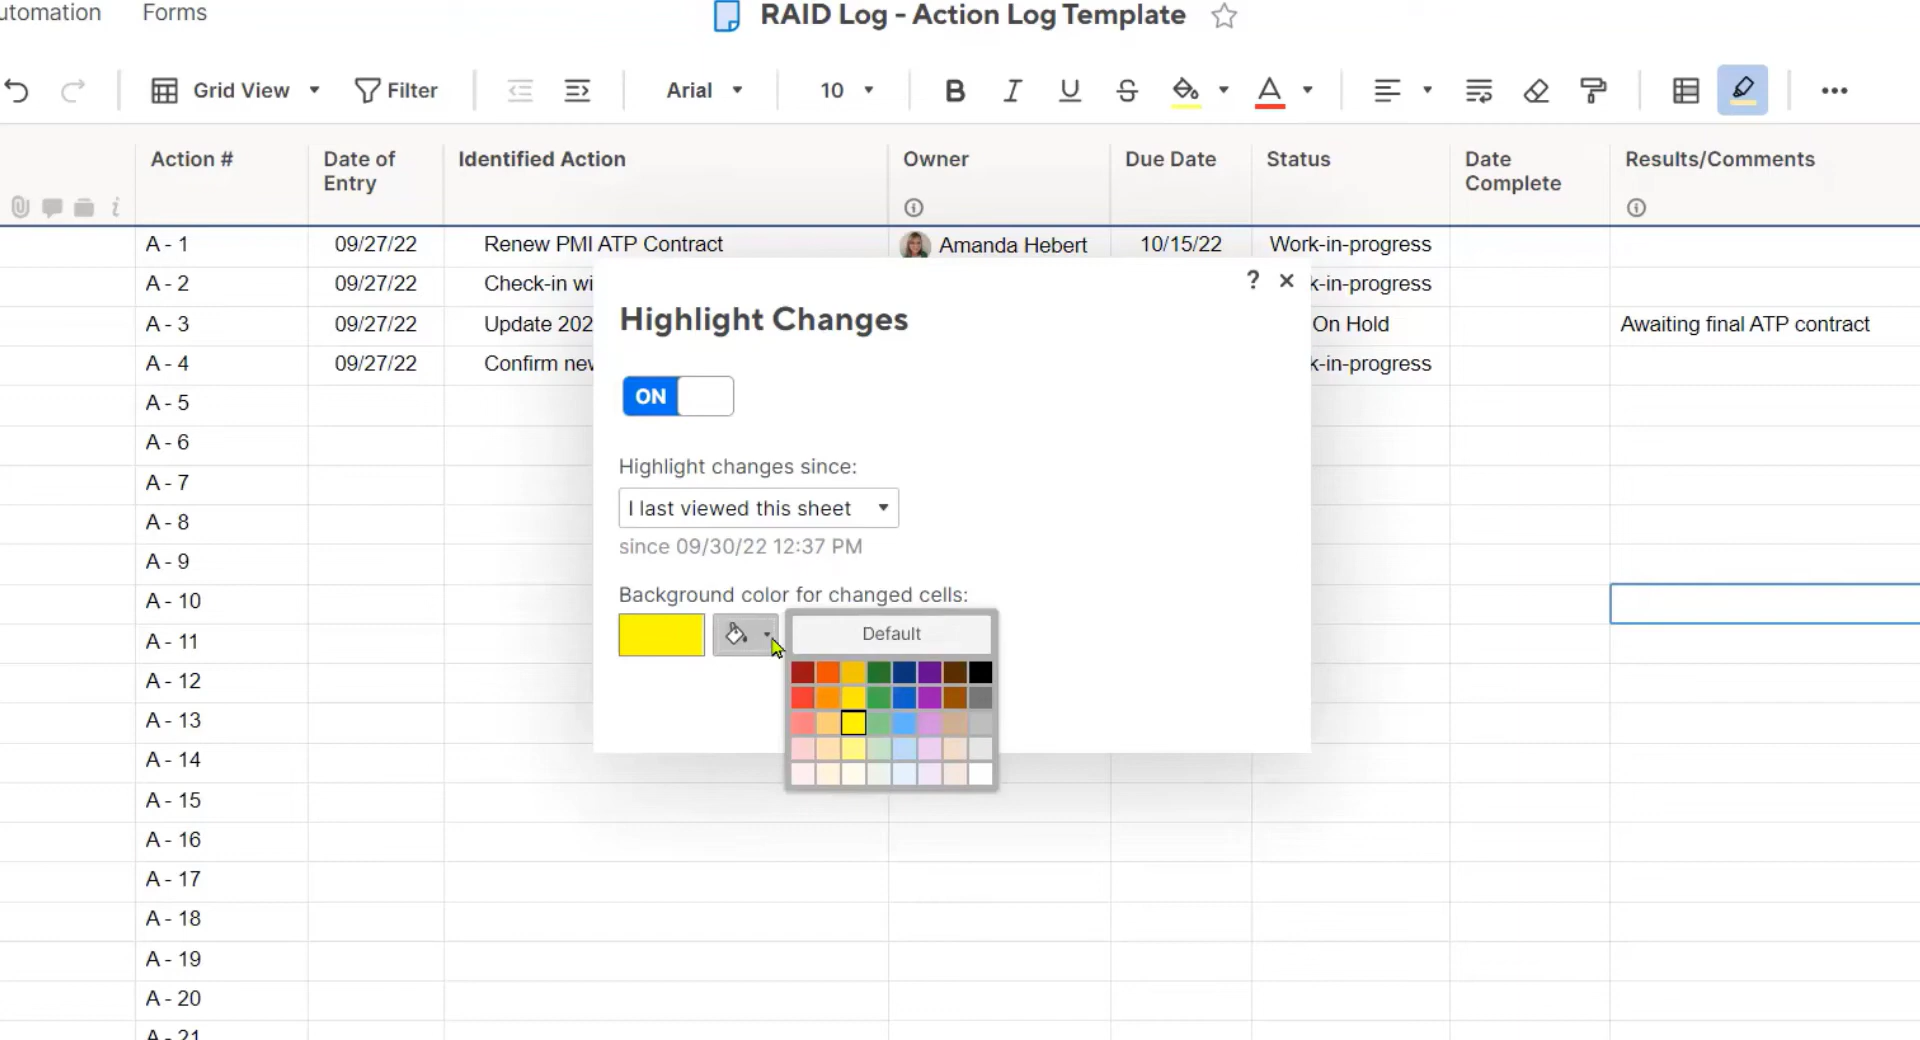 utomation Forms RAID Log - Action Log Template
Grid View Filter Arial 10 B I U S A
Action # Date of Entry Identified Action Owner Due Date Status Date Complete Results/Comments
A - 1 09/27/22 Renew PMI ATP Contract Amanda Hebert 10/15/22 Work-in-progress
A - 2 09/27/22 Check-in wi k-in-progress
A - 3 09/27/22 Update 202 On Hold Awaiting final ATP contract
A - 4 09/27/22 Confirm nev k-in-progress
A - 5
A - 6
A - 7
A - 8
A - 9
A - 10
A - 11
A - 12
A - 13
A - 14
A - 15
A - 16
A - 17
A - 18
A - 19
A - 20
A - 21
?
Highlight Changes
ON
Highlight changes since:
I last viewed this sheet
since 09/30/22 12:37 PM
Background color for changed cells:
Default